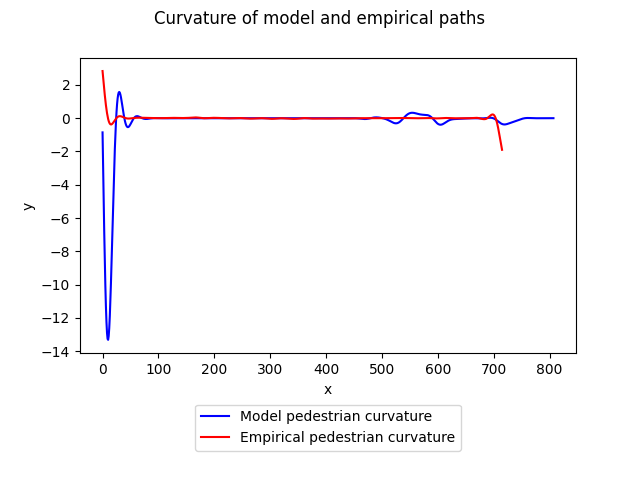 Curvature of model and empirical paths
2
0
−2
−4
−6
−8
−10
−12
−14
y
0 100 200 300 400 500 600 700 800
x
Model pedestrian curvature
Empirical pedestrian curvature